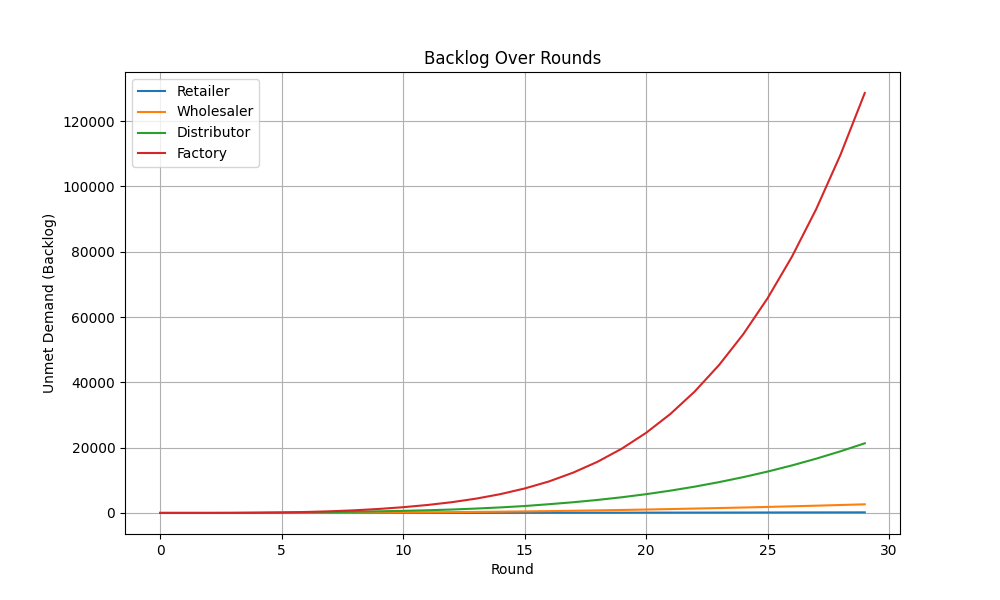 Backlog Over Rounds
Retailer
Wholesaler
Distributor
Factory
Unmet Demand (Backlog)
120000
100000
80000
60000
40000
20000
0
0 5 10 15 20 25 30
Round